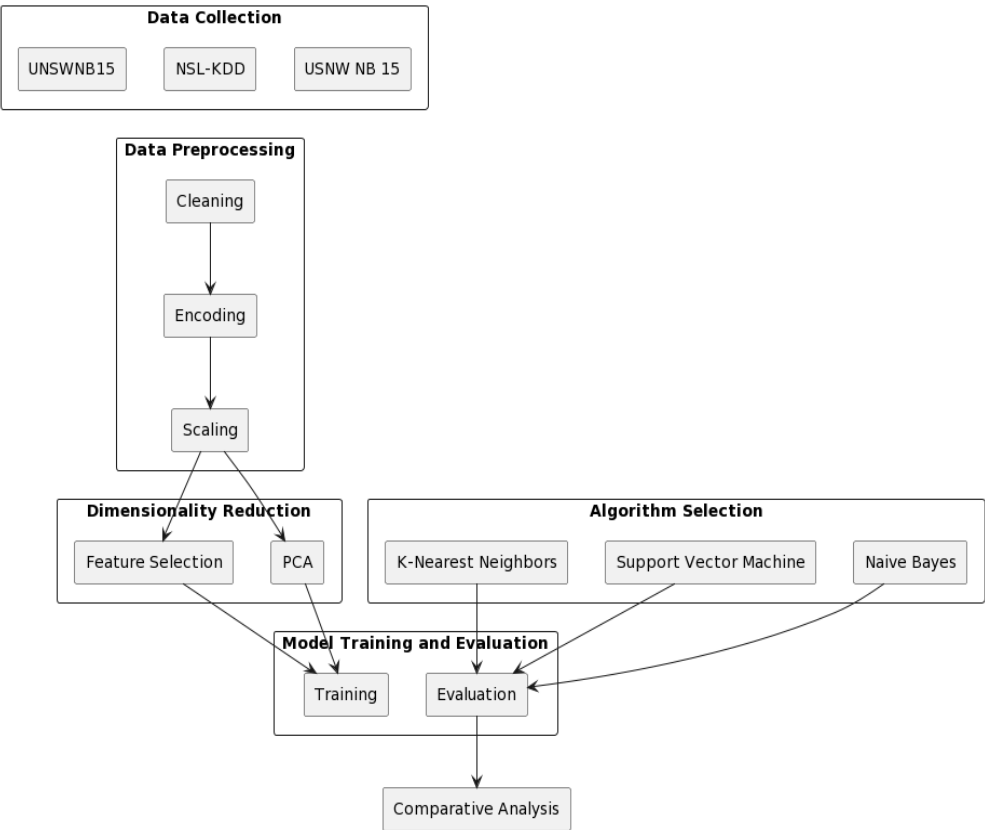 Data Collection
UNSWNB15
NSL-KDD
USNW NB 15
Data Preprocessing
Cleaning
Encoding
Scaling
Dimensionality Reduction
Feature Selection
PCA
Algorithm Selection
K-Nearest Neighbors
Support Vector Machine
Naive Bayes
Model Training and Evaluation
Training
Evaluation
Comparative Analysis